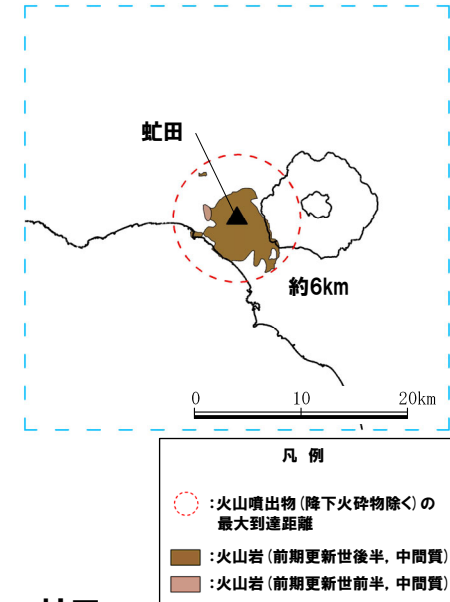 虻田
約6km
0 10 20km
凡 例
:火山噴出物(降下火砕物除く)の
最大到達距離
:火山岩(前期更新世後半, 中間質)
:火山岩(前期更新世前半, 中間質)